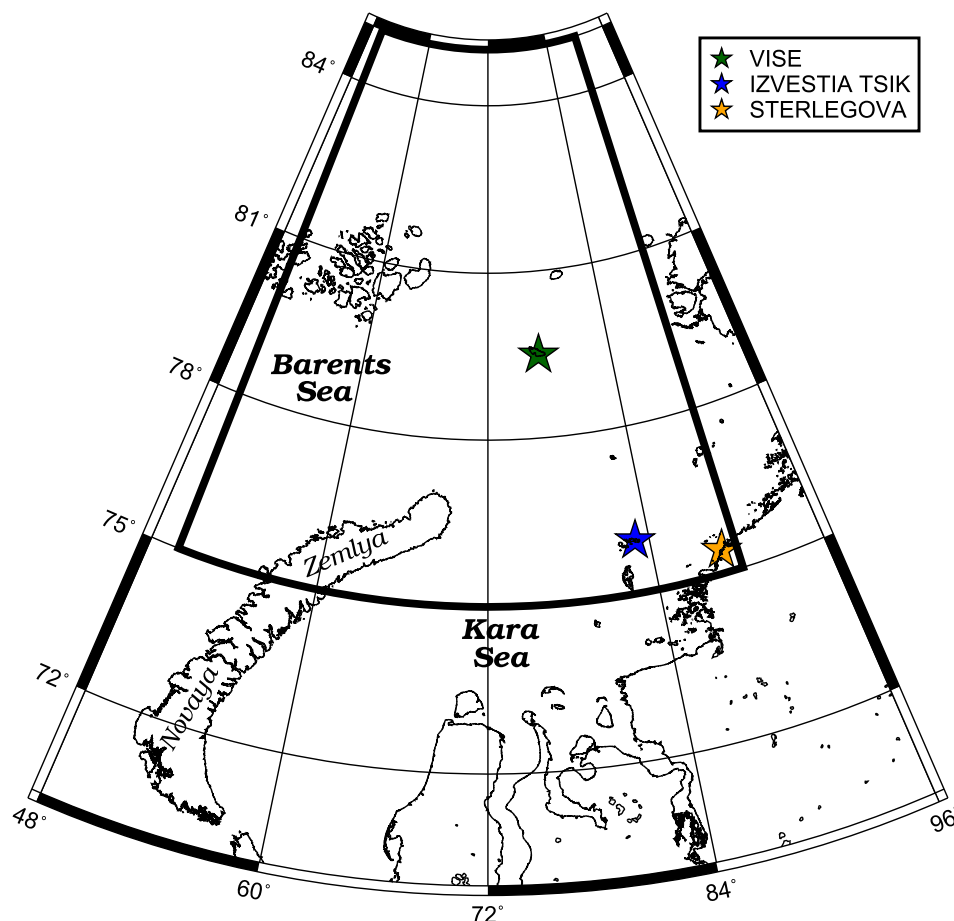 VISE
IZVESTIA TSIK
STERLEGOVA
84°
81°
78°
75°
72°
Barents
Sea
Zemlya
Novaya
Kara
Sea
48°
60°
72°
84°
96